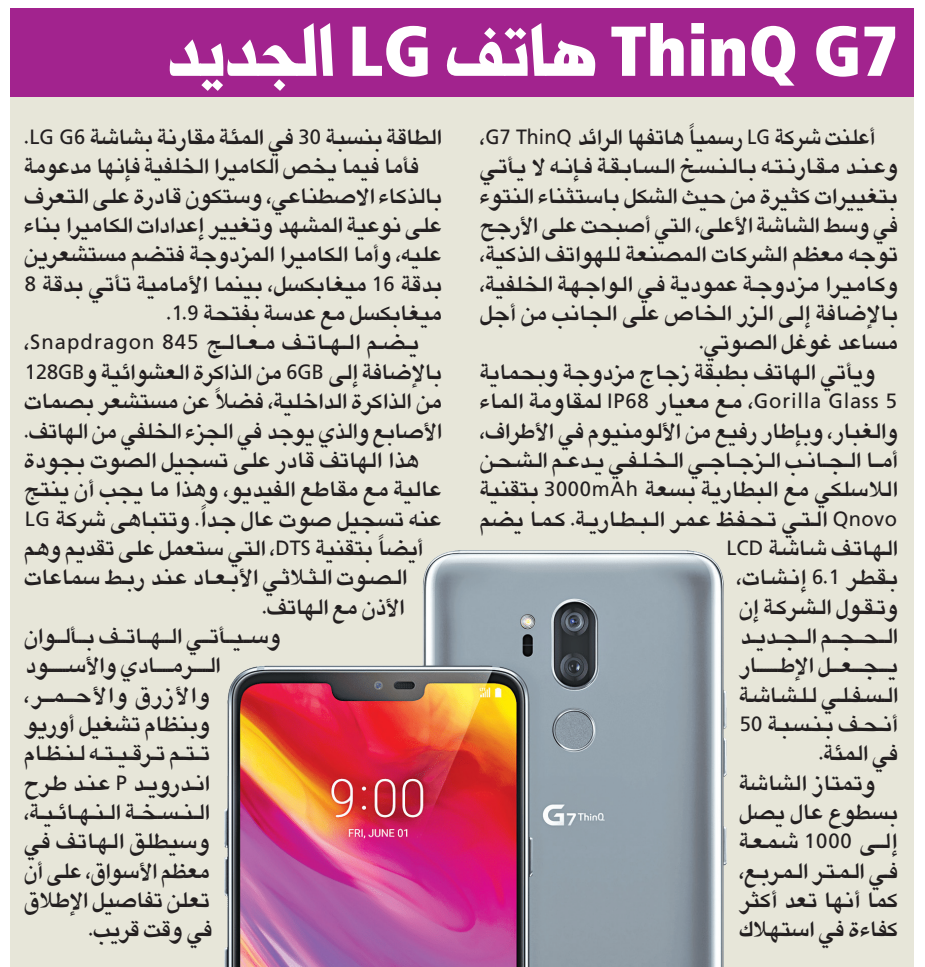 ThinQ G7 هاتف LG الجديد
أعلنت شركة LG رسمياً هاتفها الرائد G7 ThinQ،
وعند مقارنته بالنسخ السابقة فإنه لا يأتي
بتغييرات كثيرة من حيث الشكل باستثناء النتوء
في وسط الشاشة الأعلى، التي أصبحت على الأرجح
توجه معظم الشركات المصنعة للهواتف الذكية،
وكاميرا مزدوجة عمودية في الواجهة الخلفية،
بالإضافة إلى الزر الخاص على الجانب من أجل
مساعد غوغل الصوتي.
ويأتي الهاتف بطبقة زجاج مزدوجة وبحماية
Gorilla Glass 5، مع معيار IP68 لمقاومة الماء
والغبار، وبإطار رفيع من الألومنيوم في الأطراف،
أما الجانب الزجاجي الخلفي يدعم الشحن
اللاسلكي مع البطارية بسعة 3000mAh بتقنية
Qnovo التي تحفظ عمر البطارية. كما يضم
الهاتف شاشة LCD
بقطر 6.1 إنشات،
وتقول الشركة إن
الحجم الجديد
يجعل الإطار
السفلي للشاشة
أنحف بنسبة 50
في المئة.
وتمتاز الشاشة
بسطوع عال يصل
إلى 1000 شمعة
في المتر المربع،
كما أنها تعد أكثر
كفاءة في استهلاك
الطاقة بنسبة 30 في المئة مقارنة بشاشة LG G6.
فأما فيما يخص الكاميرا الخلفية فإنها مدعومة
بالذكاء الاصطناعي، وستكون قادرة على التعرف
على نوعية المشهد وتغيير إعدادات الكاميرا بناء
عليه، وأما الكاميرا المزدوجة فتضم مستشعرين
بدقة 16 ميغابكسل، بينما الأمامية تأتي بدقة 8
ميغابكسل مع عدسة بفتحة 1.9.
يضم الهاتف معالج Snapdragon 845،
بالإضافة إلى 6GB من الذاكرة العشوائية و128GB
من الذاكرة الداخلية، فضلاً عن مستشعر بصمات
الأصابع والذي يوجد في الجزء الخلفي من الهاتف.
هذا الهاتف قادر على تسجيل الصوت بجودة
عالية مع مقاطع الفيديو، وهذا ما يجب أن ينتج
عنه تسجيل صوت عال جداً. وتتباهى شركة LG
أيضاً بتقنية DTS، التي ستعمل على تقديم وهم
الصوت الثلاثي الأبعاد عند ربط سماعات
الأذن مع الهاتف.
وسيأتي الهاتف بألوان
الرمادي والأسود
والأزرق والأحمر،
وبنظام تشغيل أوريو
تتم ترقيته لنظام
اندرويد P عند طرح
النسخة النهائية،
وسيطلق الهاتف في
معظم الأسواق، على أن
تعلن تفاصيل الإطلاق
في وقت قريب.
9:00
FRI, JUNE 01
G7 ThinQ